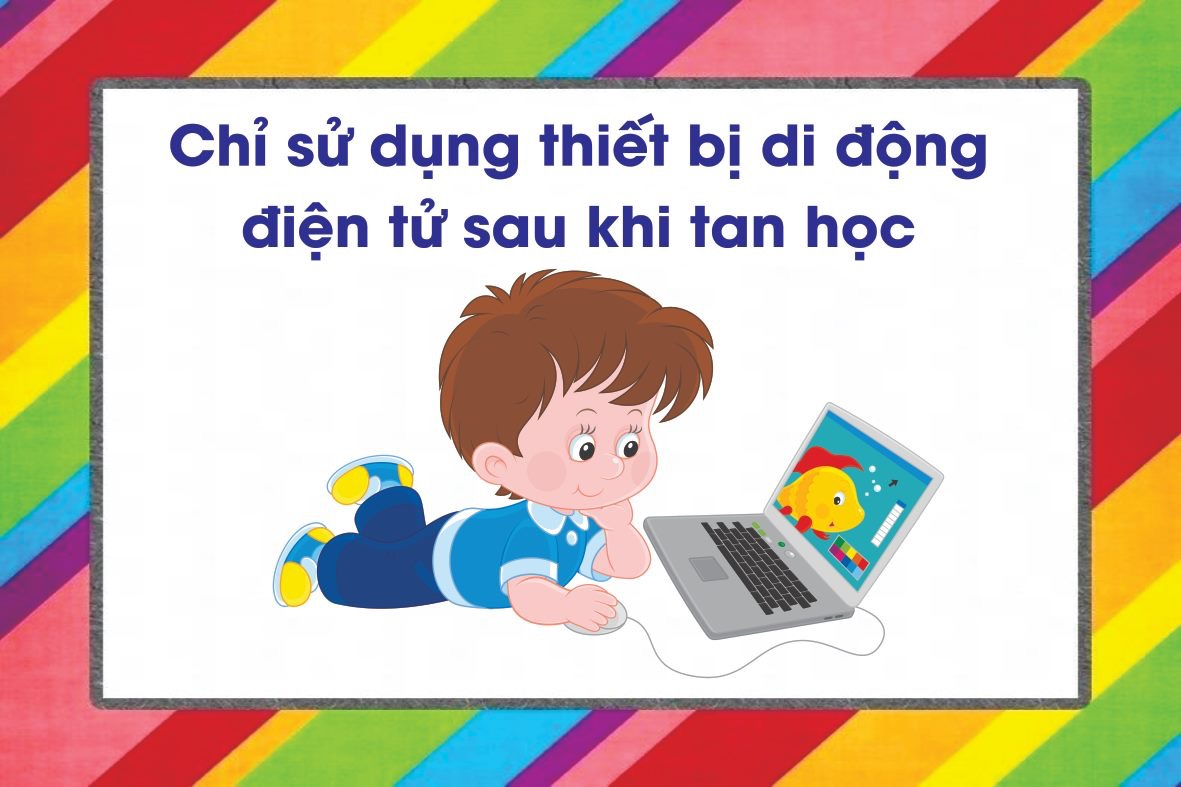 Chỉ sử dụng thiết bị di động
điện tử sau khi tan học